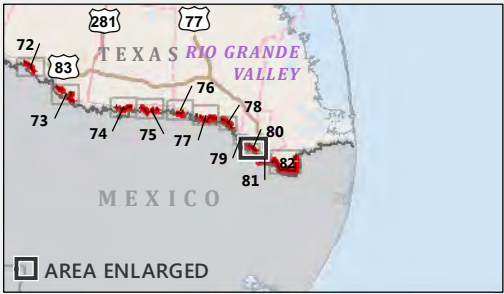 281
77
72
TEXAS
RIO GRANDE
VALLEY
83
76
73
78
74
75
77
80
79
82
81
MEXICO
AREA ENLARGED